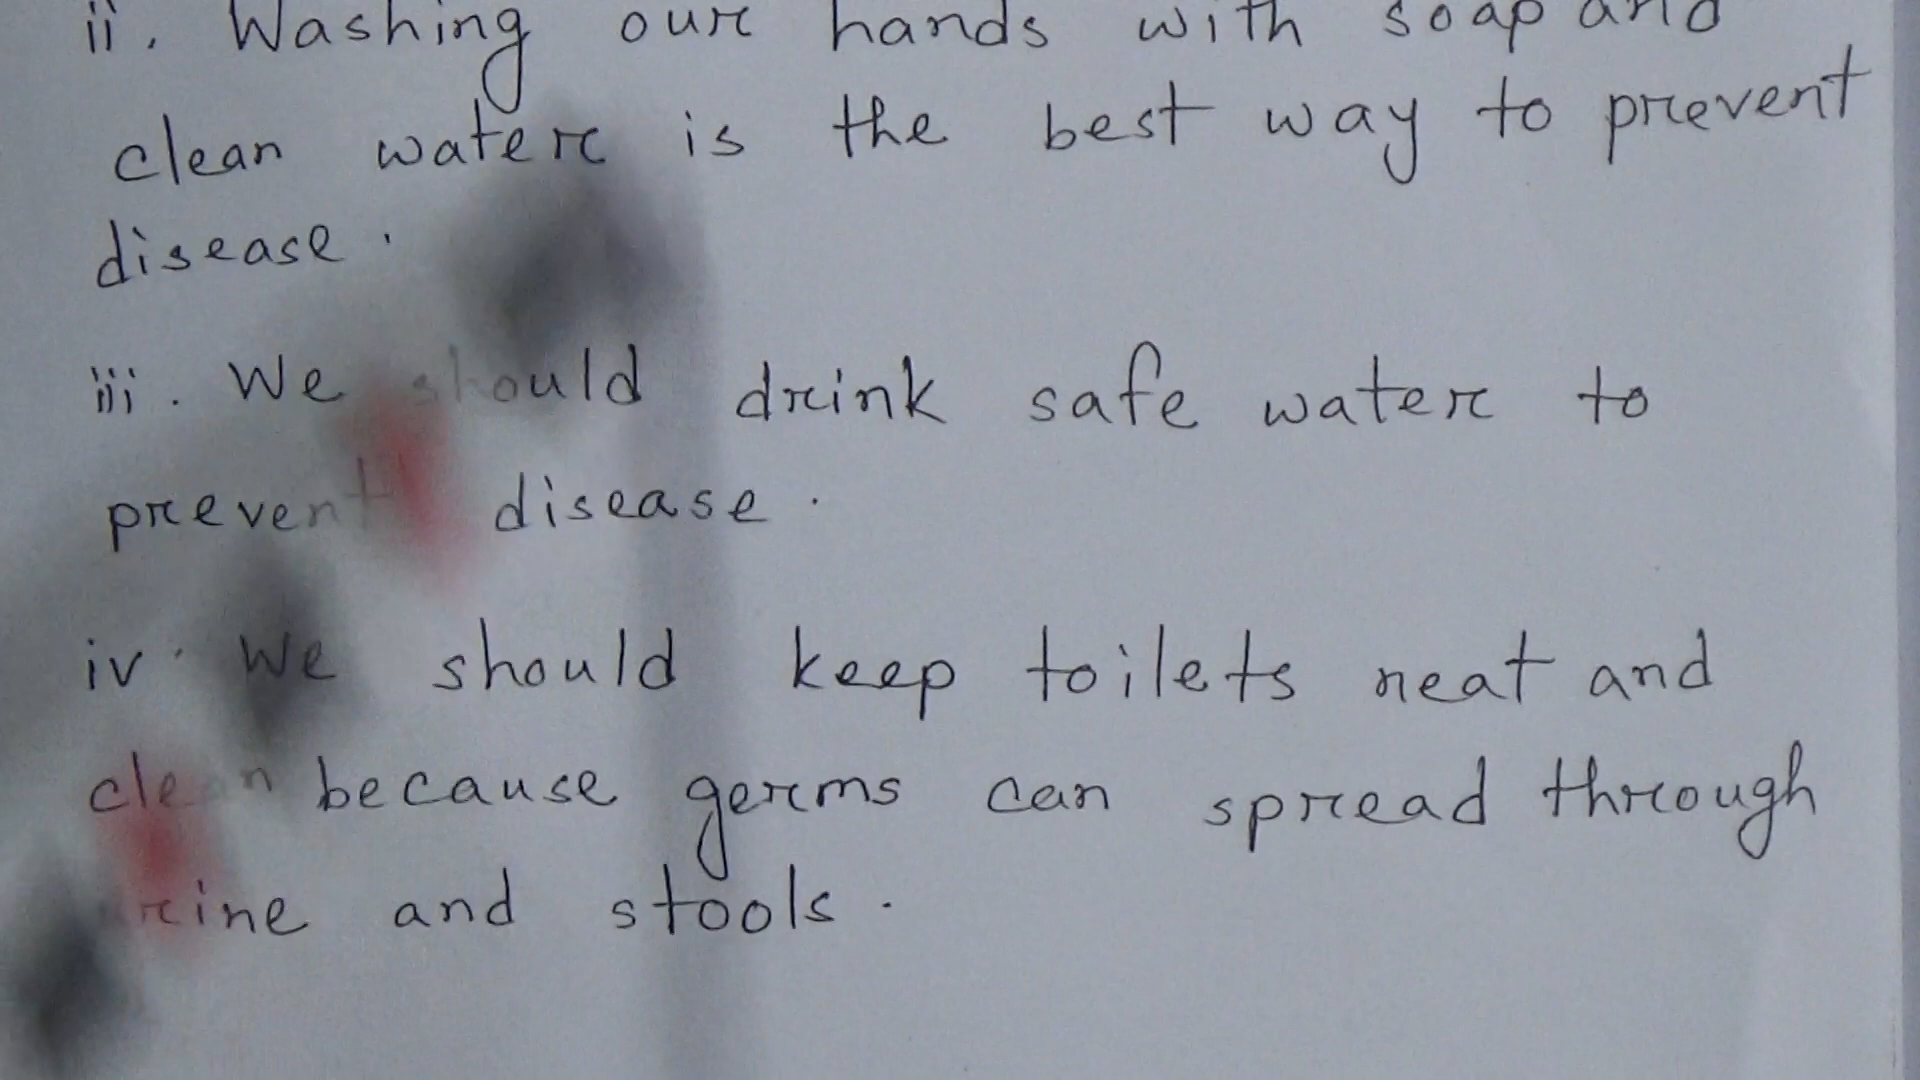 ii. Washing our hands with soap and
clean water is the best way to prevent
disease.
iii. We should drink safe water to
prevent disease.
iv. We should keep toilets neat and
clean because germs can spread through
urine and stools.